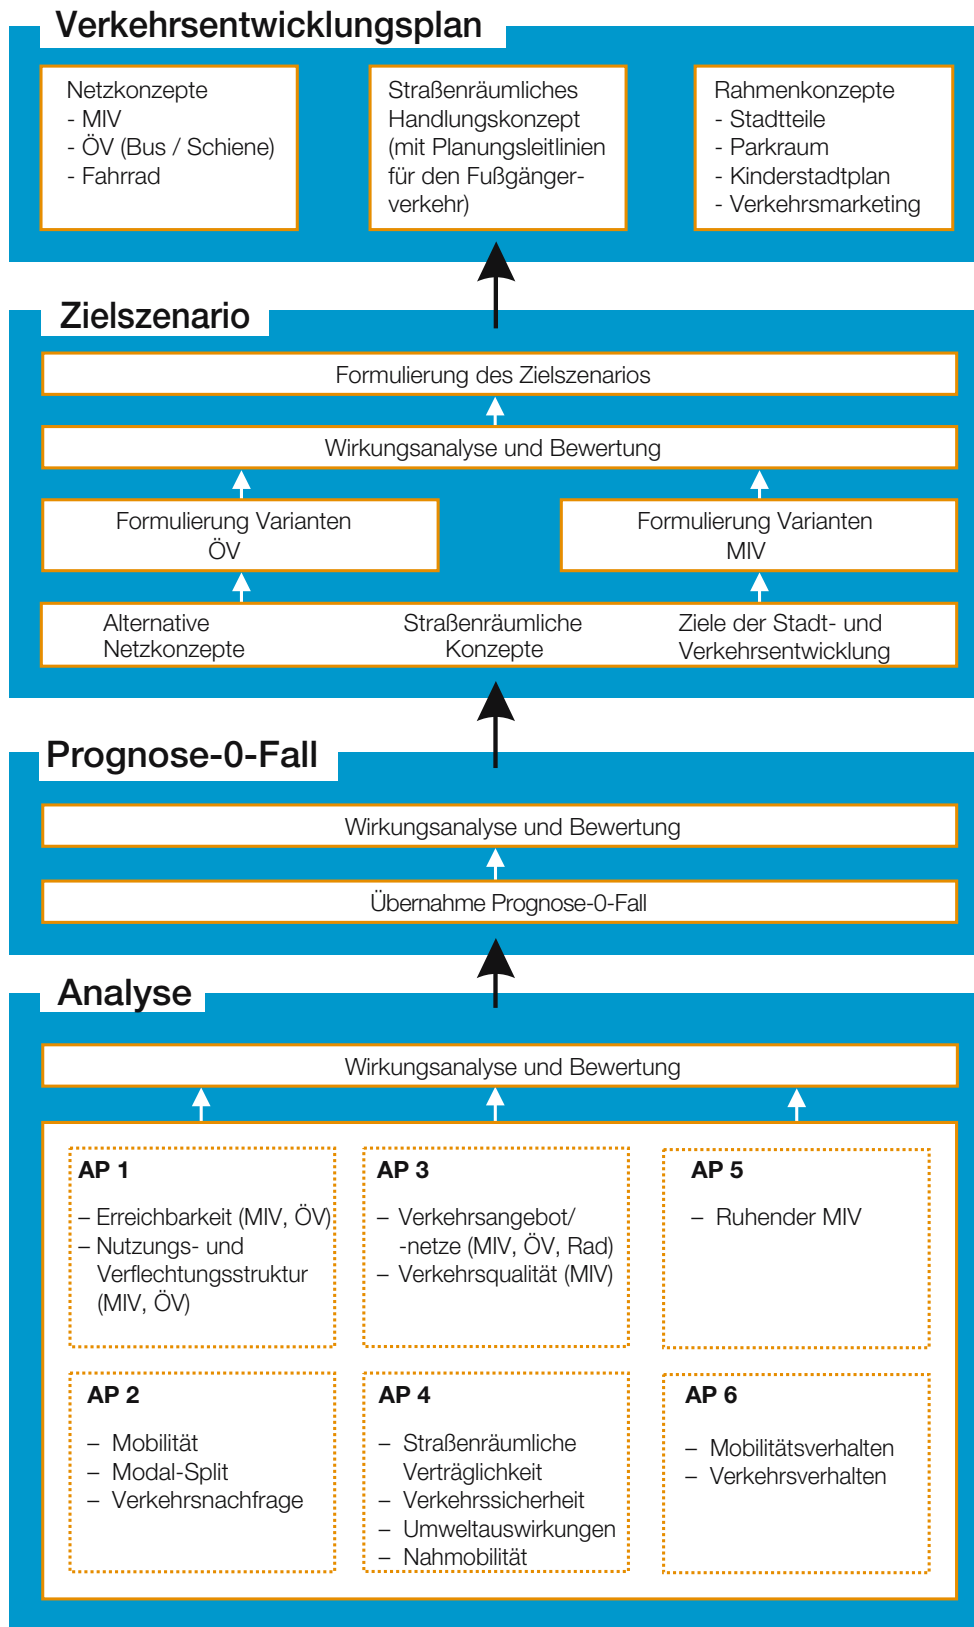 Verkehrsentwicklungsplan
Netzkonzepte
- MIV
- ÖV (Bus / Schiene)
- Fahrrad
Straßenräumliches
Handlungskonzept
(mit Planungsleitlinien
für den Fußgänger-
verkehr)
Rahmenkonzepte
- Stadtteile
- Parkraum
- Kinderstadtplan
- Verkehrsmarketing
Zielszenario
Formulierung des Zielszenarios
Wirkungsanalyse und Bewertung
Formulierung Varianten
ÖV
Formulierung Varianten
MIV
Alternative
Netzkonzepte
Straßenräumliche
Konzepte
Ziele der Stadt- und
Verkehrsentwicklung
Prognose-0-Fall
Wirkungsanalyse und Bewertung
Übernahme Prognose-0-Fall
Analyse
Wirkungsanalyse und Bewertung
AP 1
– Erreichbarkeit (MIV, ÖV)
– Nutzungs- und
Verflechtungsstruktur
(MIV, ÖV)
AP 3
– Verkehrsangebot/
-netze (MIV, ÖV, Rad)
– Verkehrsqualität (MIV)
AP 5
– Ruhender MIV
AP 2
– Mobilität
– Modal-Split
– Verkehrsnachfrage
AP 4
– Straßenräumliche
Verträglichkeit
– Verkehrssicherheit
– Umweltauswirkungen
– Nahmobilität
AP 6
– Mobilitätsverhalten
– Verkehrsverhalten